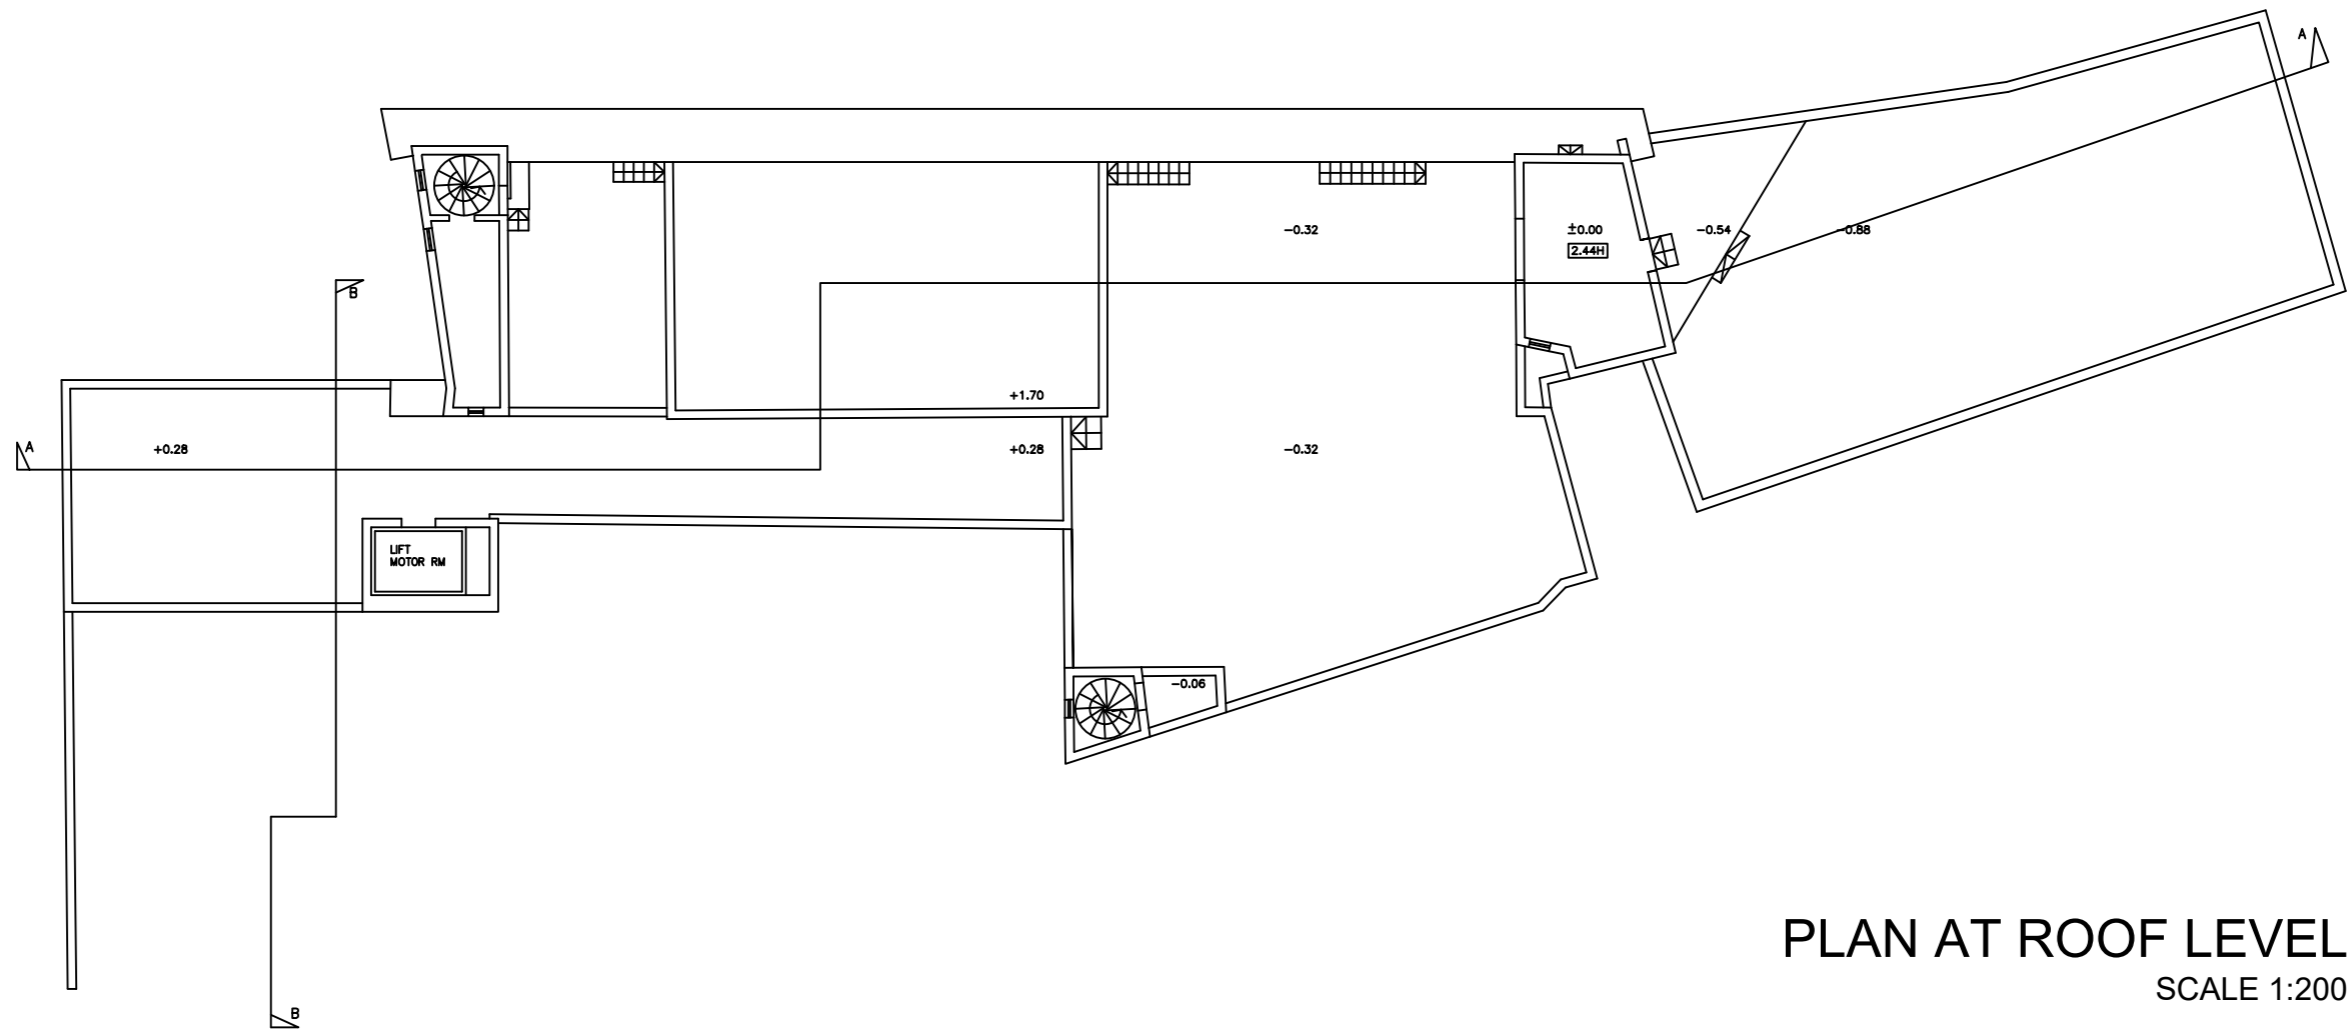 A
-0.32
±0.00
-0.54
-0.88
2.44H
B
+1.70
A
+0.28
+0.28
-0.32
LIFT
MOTOR RM
-0.06
PLAN AT ROOF LEVEL
SCALE 1:200
B